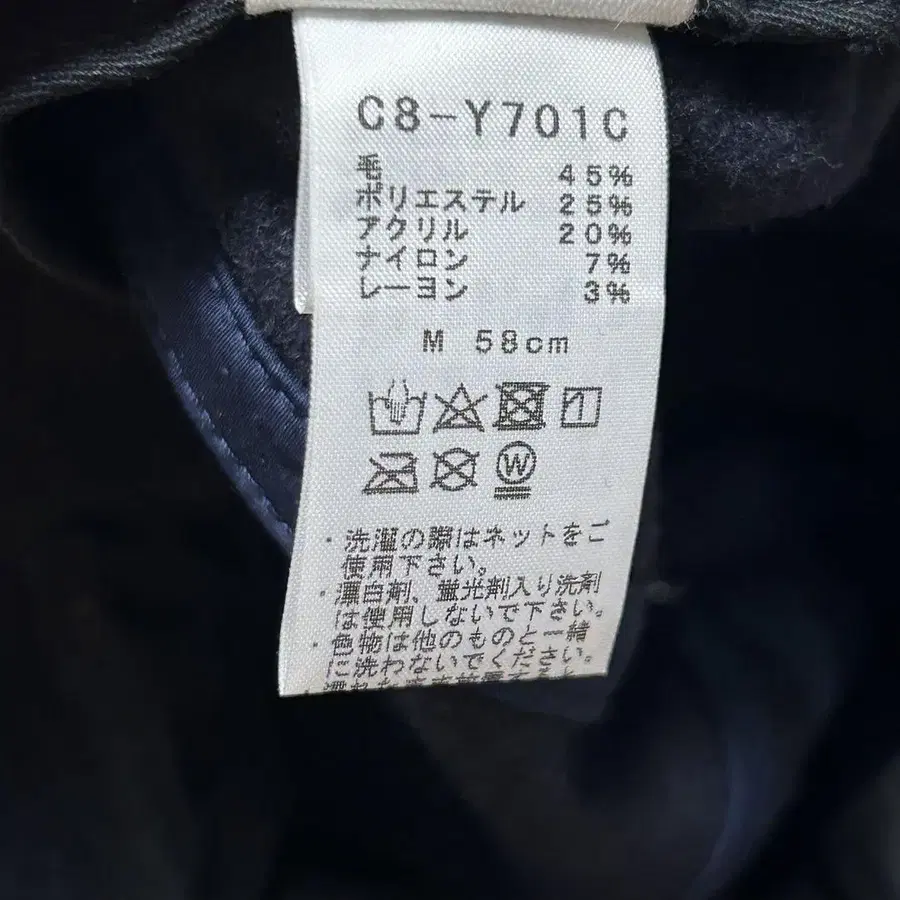 C8-Y701C
毛 45%
ポリエステル 25%
アクリル 20%
ナイロン 7%
レーヨン 3%
M 58cm
W
・洗濯の際はネットをご
使用下さい。
・漂白剤、蛍光剤入り洗剤
は使用しないで下さい。
・色物は他のものと一緒
に洗わないでください。